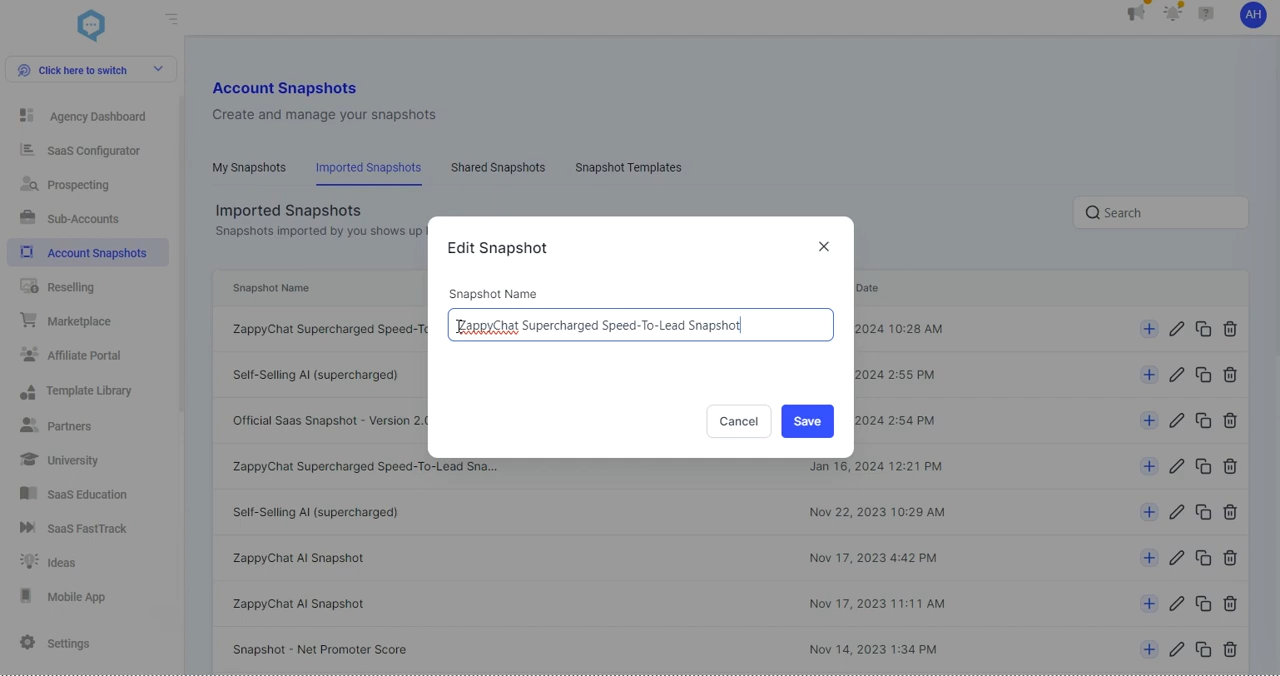 AH
Click here to switch
Agency Dashboard
SaaS Configurator
Prospecting
Sub-Accounts
Account Snapshots
Reselling
Marketplace
Affiliate Portal
Template Library
Partners
University
SaaS Education
SaaS FastTrack
Ideas
Mobile App
Settings
Account Snapshots
Create and manage your snapshots
My Snapshots Imported Snapshots Shared Snapshots Snapshot Templates
Imported Snapshots
Snapshots imported by you shows up
Search
Edit Snapshot
Snapshot Name
ZappyChat Supercharged Speed-To-Lead Snapshot
Cancel Save
Snapshot Name Date
ZappyChat Supercharged Speed-To 2024 10:28 AM
Self-Selling AI (supercharged) 2024 2:55 PM
Official Saas Snapshot - Version 2.0 2024 2:54 PM
ZappyChat Supercharged Speed-To-Lead Sna... Jan 16, 2024 12:21 PM
Self-Selling AI (supercharged) Nov 22, 2023 10:29 AM
ZappyChat AI Snapshot Nov 17, 2023 4:42 PM
ZappyChat AI Snapshot Nov 17, 2023 11:11 AM
Snapshot - Net Promoter Score Nov 14, 2023 1:34 PM